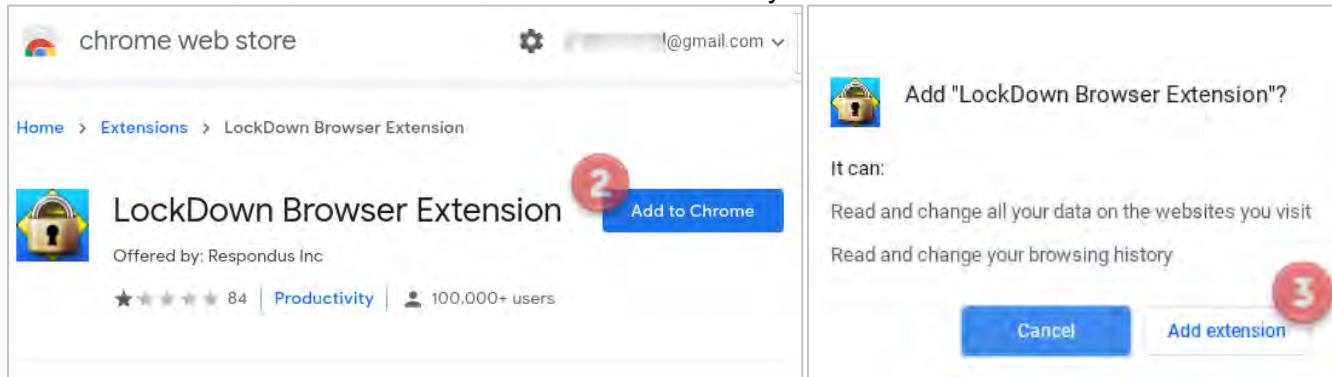 chrome web store
@gmail.com
Home > Extensions > LockDown Browser Extension
LockDown Browser Extension
2
Add to Chrome
Offered by: Respondus Inc
84 | Productivity | 100,000+ users
Add "LockDown Browser Extension"?
It can:
Read and change all your data on the websites you visit
Read and change your browsing history
3
Cancel
Add extension